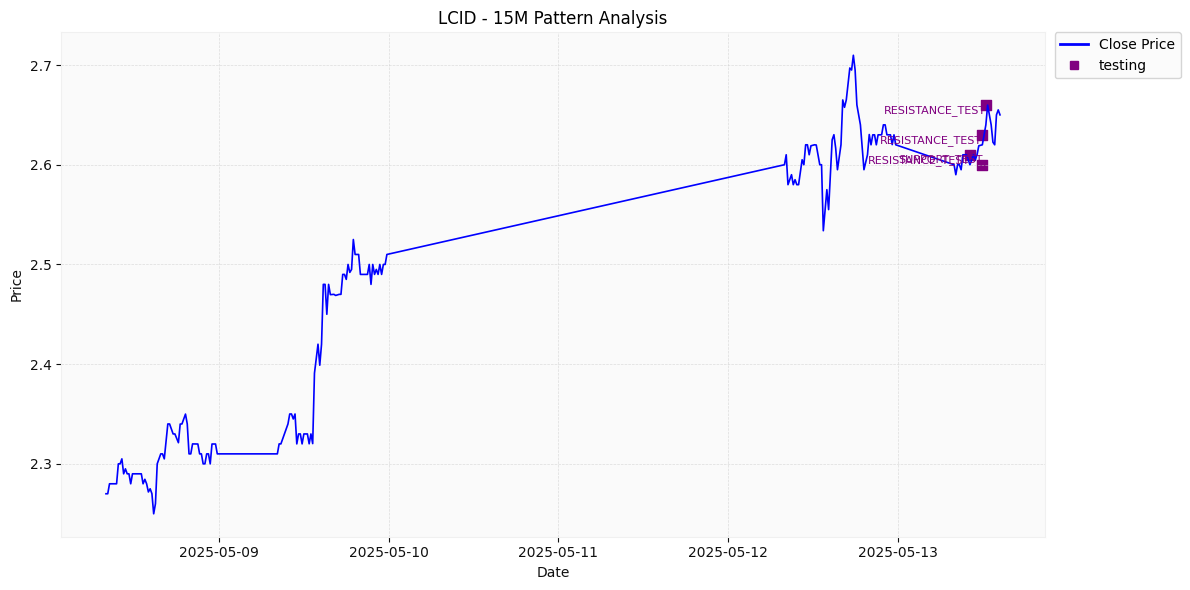 LCID - 15M Pattern Analysis
Close Price
testing
2.7
2.6
2.5
2.4
2.3
Price
RESISTANCE_TEST
RESISTANCE_TEST
RESISTANCE_TEST
SUPPORT_TEST
2025-05-09
2025-05-10
2025-05-11
2025-05-12
2025-05-13
Date